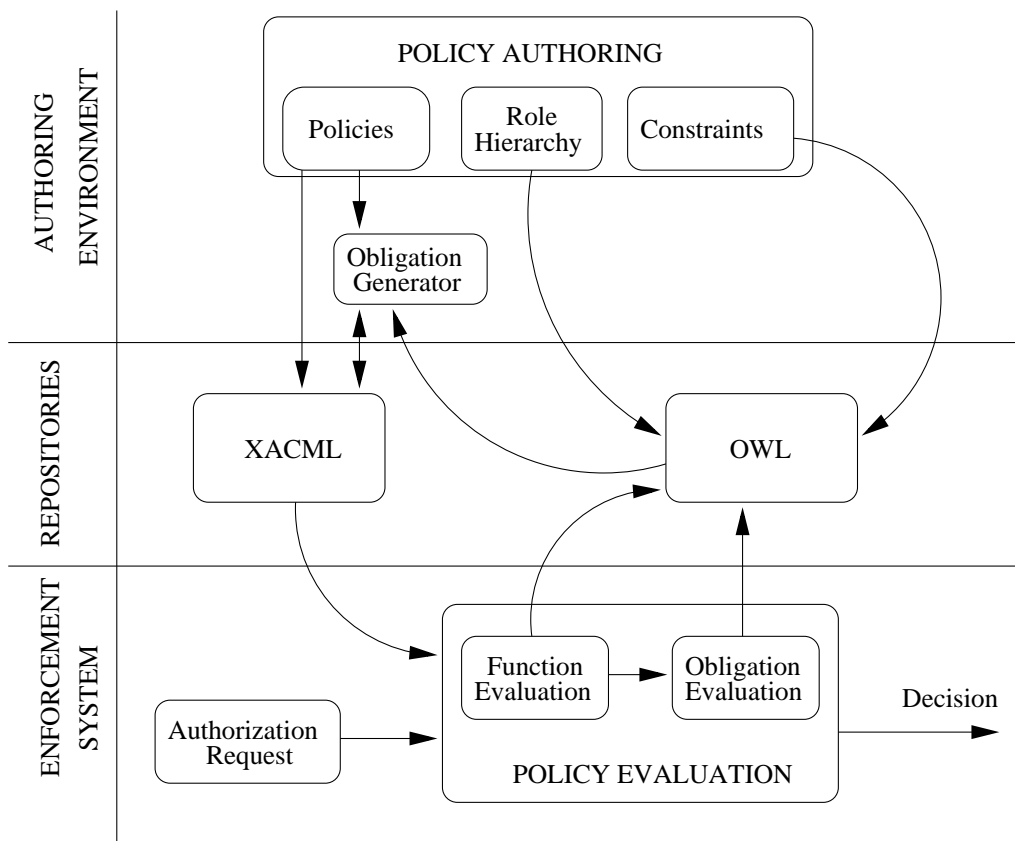 AUTHORING
ENVIRONMENT
POLICY AUTHORING
Policies
Role
Hierarchy
Constraints
Obligation
Generator
REPOSITORIES
XACML
OWL
ENFORCEMENT
SYSTEM
Function
Evaluation
Obligation
Evaluation
Authorization
Request
POLICY EVALUATION
Decision